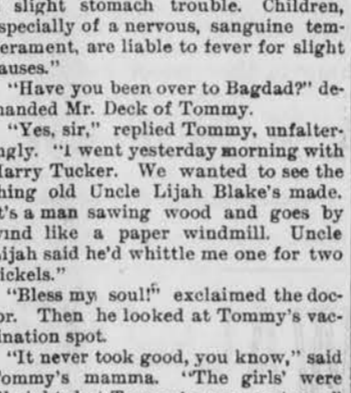 slight stomach trouble. Children,
specially of a nervous, sanguine tem-
erament, are liable to fever for slight
auses."
"Have you been over to Bagdad?" de-
anded Mr. Deck of Tommy.
"Yes, sir," replied Tommy, unfalter-
ngly. "I went yesterday morning with
Harry Tucker. We wanted to see the
hing old Uncle Lijah Blake's made.
t's a man sawing wood and goes by
wind like a paper windmill. Uncle
ijah said he'd whittle me one for two
ickels."
"Bless my soul!" exclaimed the doc-
or. Then he looked at Tommy's vac-
ination spot.
"It never took good, you know," said
ommy's mamma. "The girls' were